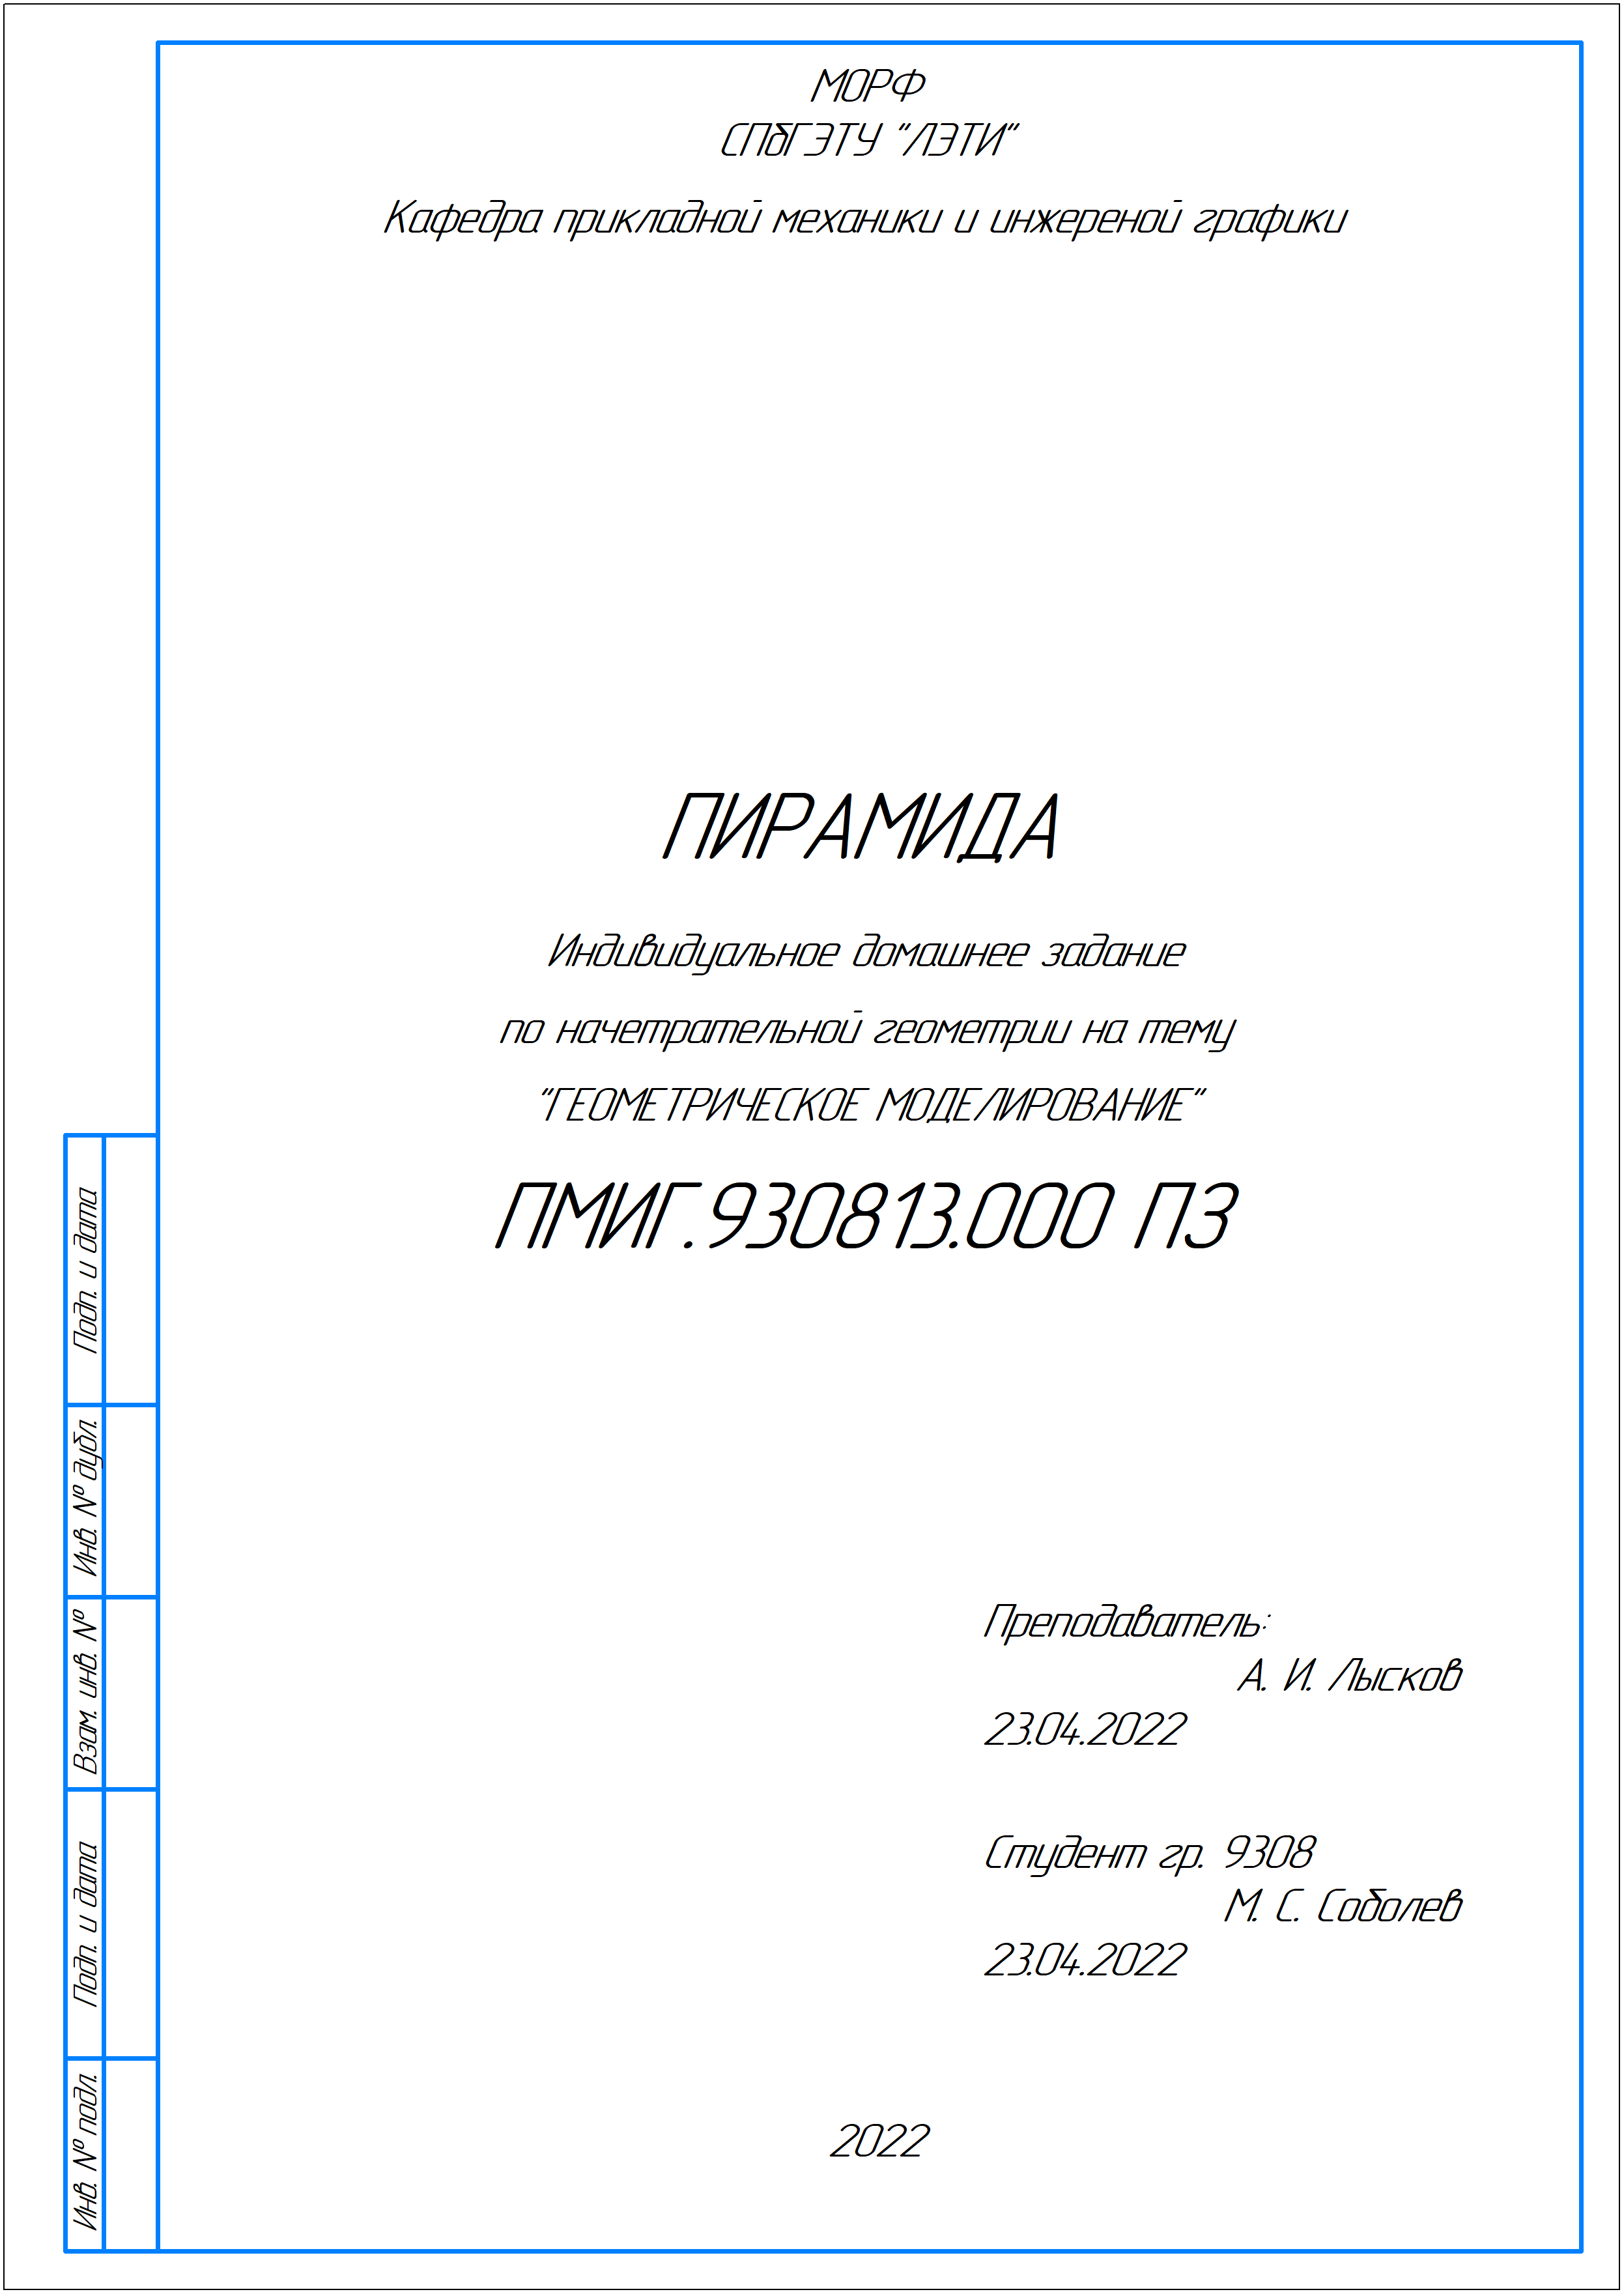 МОРФ
СПбГЭТУ "ЛЭТИ"
Кафедра прикладной механики и инжереной графики
ПИРАМИДА
Индивидуальное домашнее задание
по начетрательной геометрии на тему
"ГЕОМЕТРИЧЕСКОЕ МОДЕЛИРОВАНИЕ"
ПМИГ.930813.000 ПЗ
Преподаватель:
А. И. Лысков
23.04.2022
Студент гр. 9308
М. С. Соболев
23.04.2022
2022
Подп. и дата
Инв. № дубл.
Взам. инв. №
Подп. и дата
Инв. № подл.